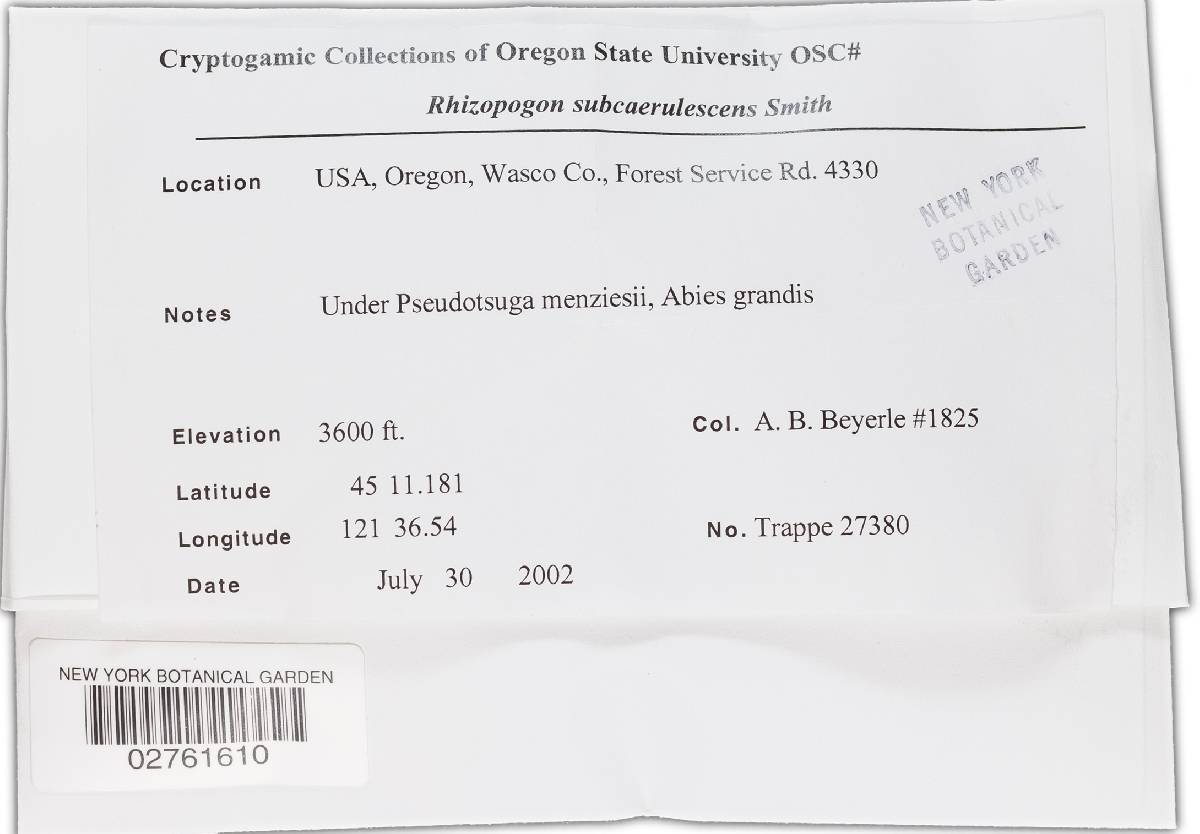 Cryptogamic Collections of Oregon State University OSC#
Rhizopogon subcaerulescens Smith
Location USA, Oregon, Wasco Co., Forest Service Rd. 4330
NEW YORK
BOTANICAL
GARDEN
Notes Under Pseudotsuga menziesii, Abies grandis
Elevation 3600 ft. Col. A. B. Beyerle #1825
Latitude 45 11.181
Longitude 121 36.54 No. Trappe 27380
Date July 30 2002
NEW YORK BOTANICAL GARDEN
02761610